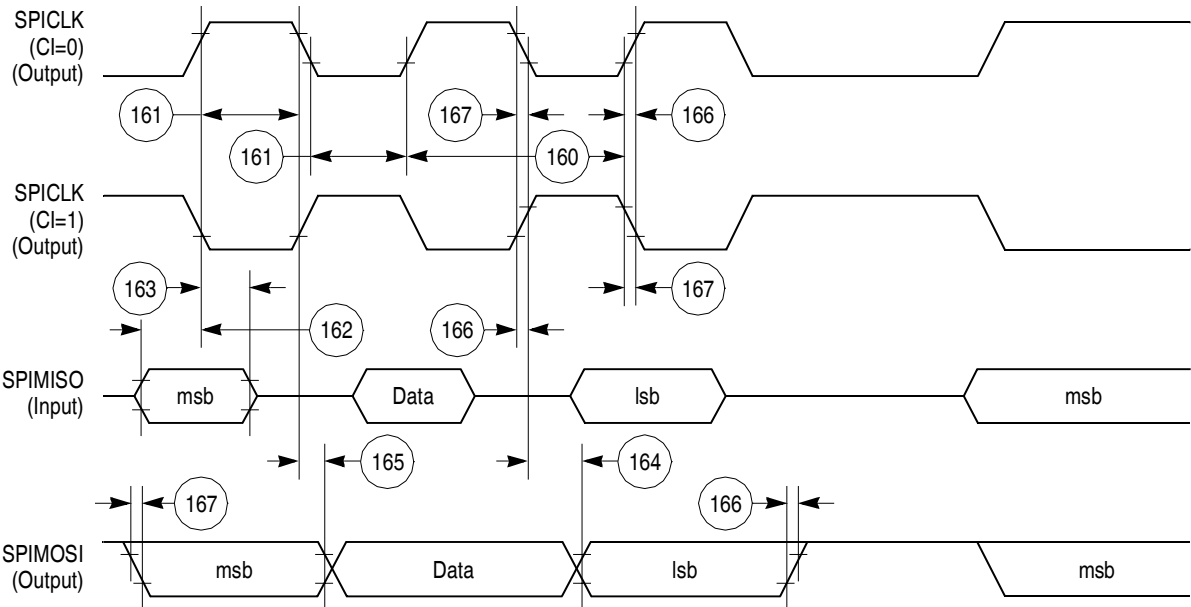 SPICLK
(CI=0)
(Output)
161
167
166
161
160
SPICLK
(CI=1)
(Output)
163
167
162
166
SPIMISO
(Input)
msb
Data
lsb
msb
165
164
167
166
SPIMOSI
(Output)
msb
Data
lsb
msb